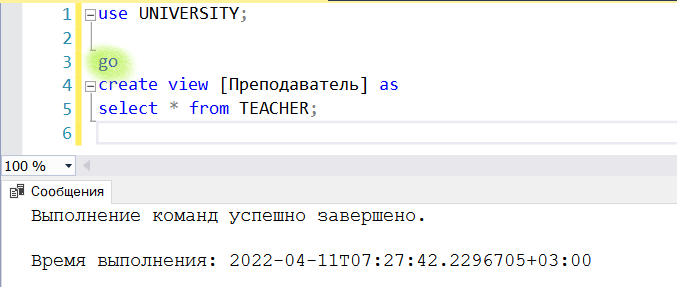 1 use UNIVERSITY;
2
3 go
4 create view [Преподаватель] as
5 select * from TEACHER;
6
100 %
Сообщения
Выполнение команд успешно завершено.
Время выполнения: 2022-04-11T07:27:42.2296705+03:00